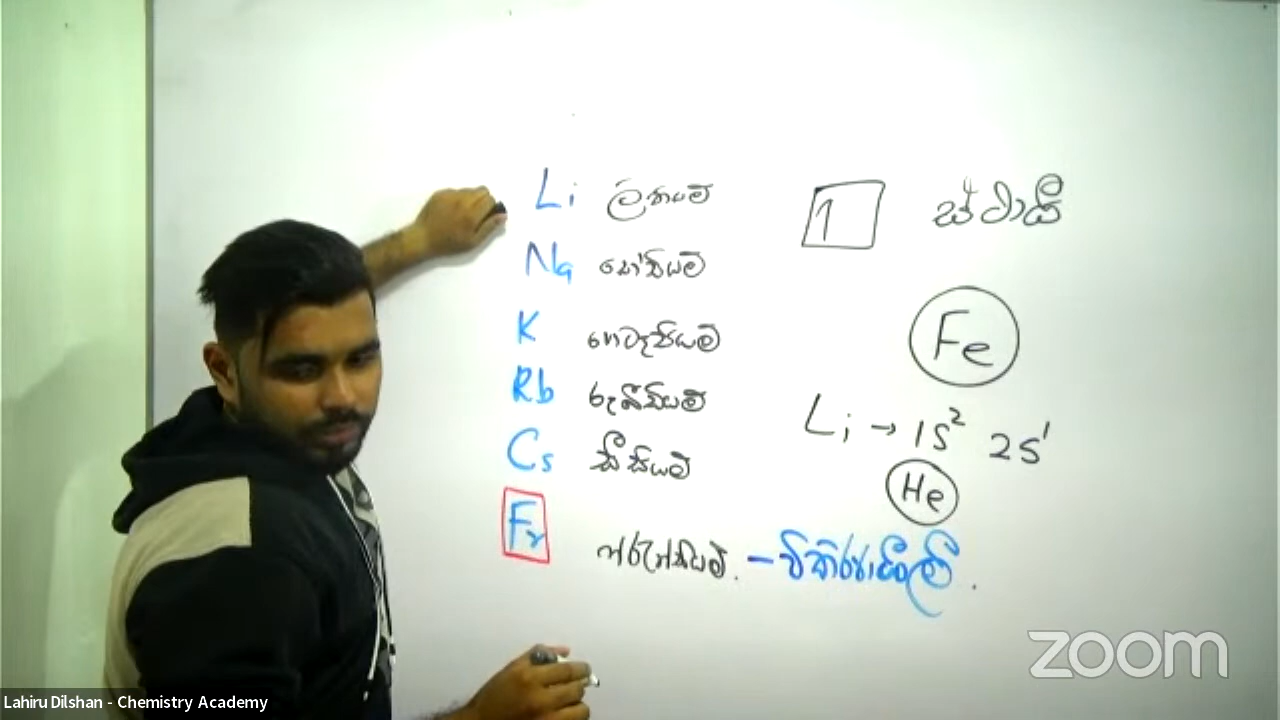 Li ලිතියම් 1 ස්ථායී
Na සෝඩියම්
K පොටෑසියම්
Fe
Rb රුබීඩියම්
Li → 1s² 2s¹
Cs සීසියම්
He
Fr ෆ්රැන්සියම්. – විකිරණශීලී.
zoom
Lahiru Dilshan - Chemistry Academy